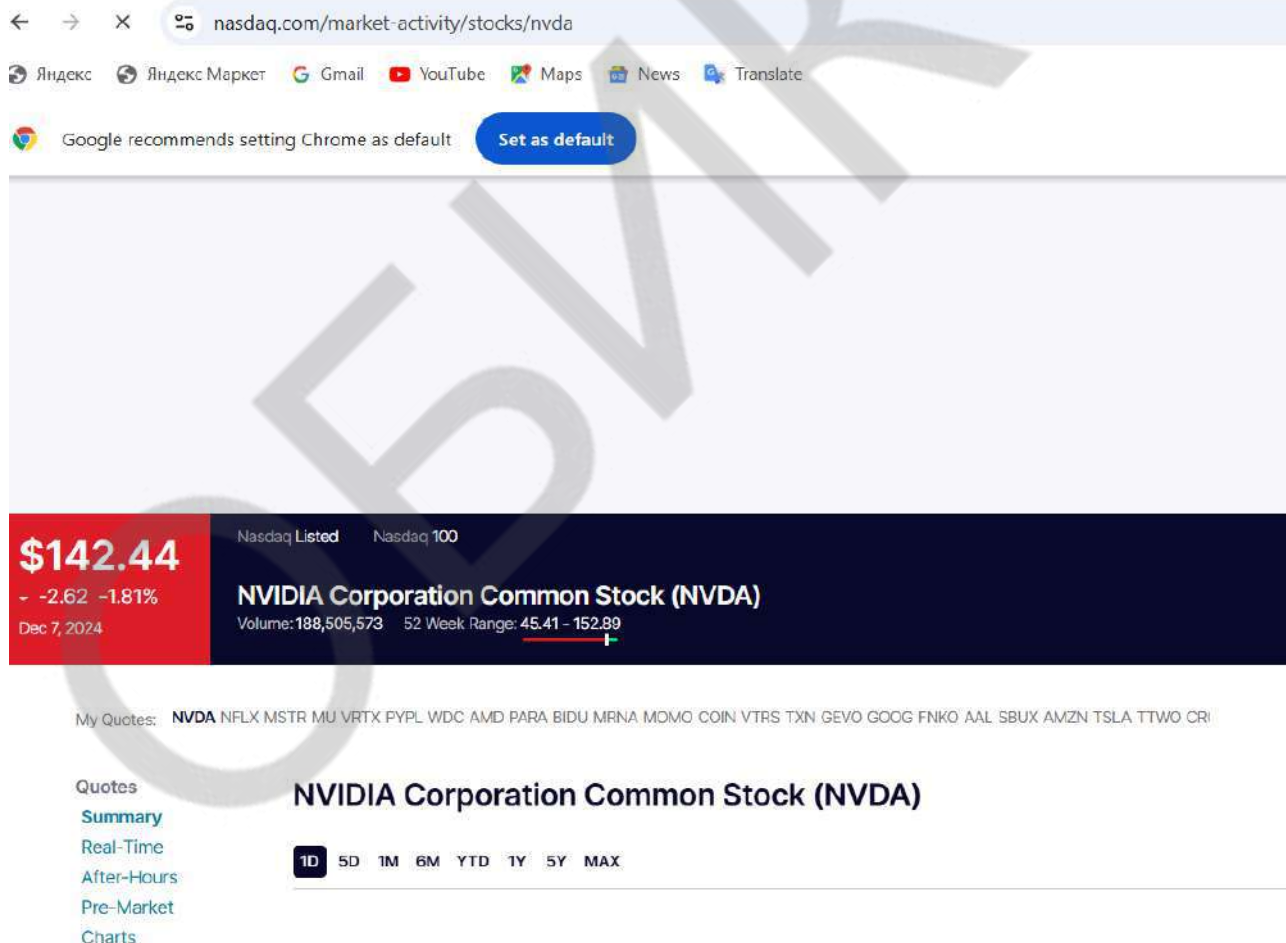 nasdaq.com/market-activity/stocks/nvda
Яндекс Яндекс Маркет Gmail YouTube Maps News Translate
Google recommends setting Chrome as default Set as default
$142.44
-2.62 -1.81%
Dec 7, 2024
Nasdaq Listed Nasdaq 100
NVIDIA Corporation Common Stock (NVDA)
Volume: 188,505,573 52 Week Range: 45.41 - 152.89
My Quotes: NVDA NFLX MSTR MU VRTX PYPL WDC AMD PARA BIDU MRNA MOMO COIN VTRS TXN GEVO GOOG FNKO AAL SBUX AMZN TSLA TTWO
Quotes
Summary
Real-Time
After-Hours
Pre-Market
Charts
NVIDIA Corporation Common Stock (NVDA)
1D 5D 1M 6M YTD 1Y 5Y MAX
ОБИК